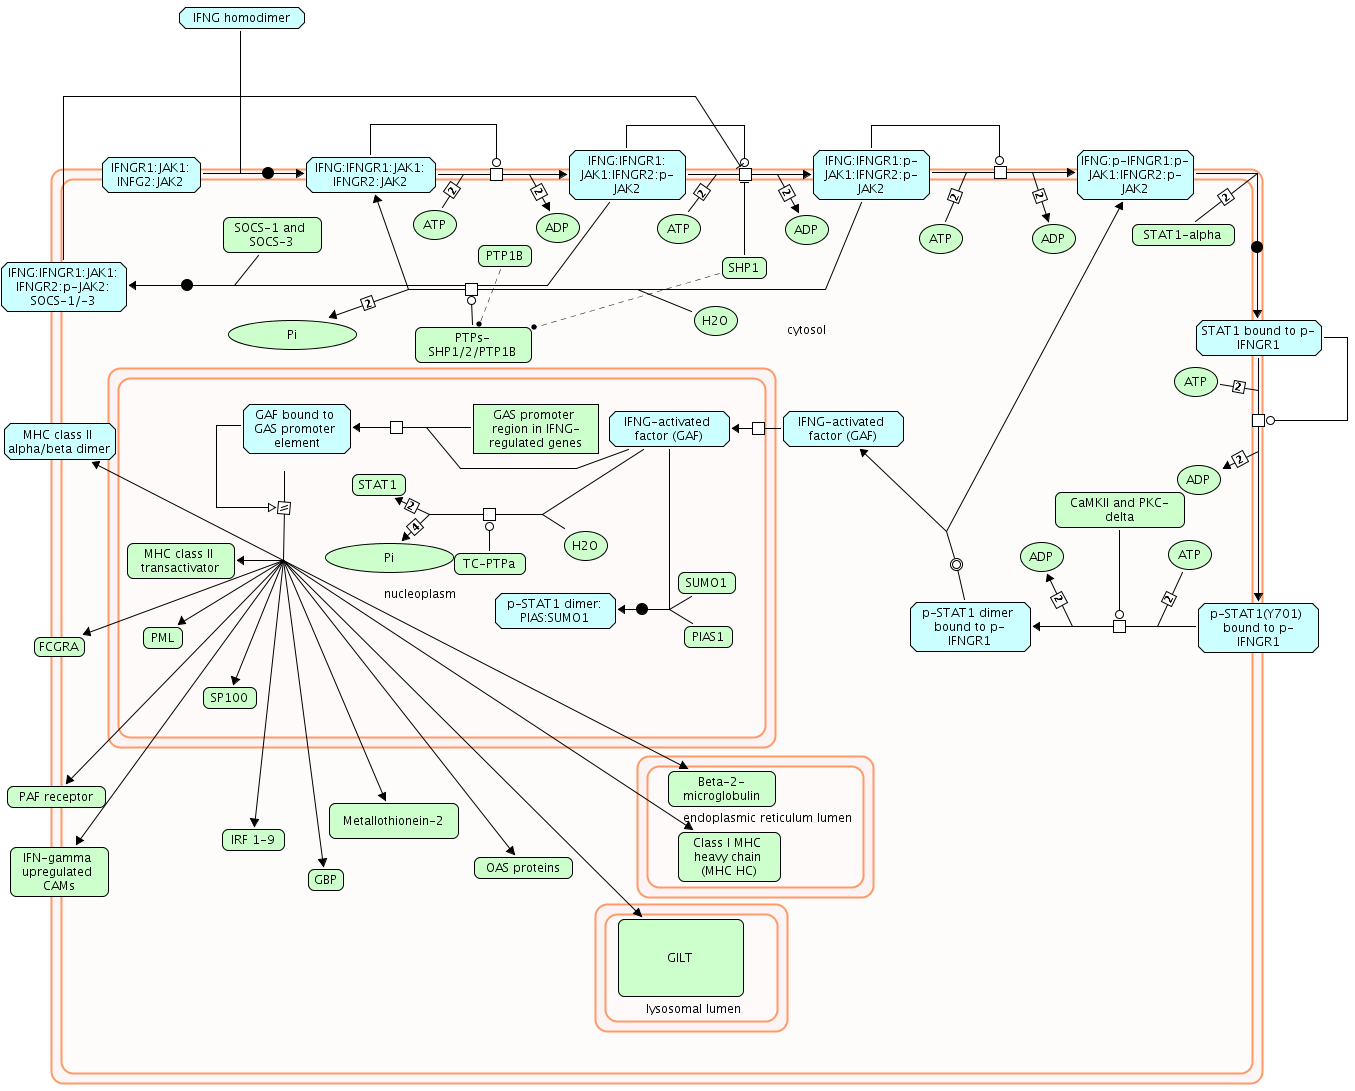 IFNG homodimer
IFNGR1:JAK1:
INFG2:JAK2
IFNG:IFNGR1:JAK1:
IFNGR2:JAK2
IFNG:IFNGR1:
JAK1:IFNGR2:p-
JAK2
IFNG:IFNGR1:p-
JAK1:IFNGR2:p-
JAK2
IFNG:p-IFNGR1:p-
JAK1:IFNGR2:p-
JAK2
2
2
2
2
2
2
2
ATP
ADP
ATP
ADP
ATP
ADP
STAT1-alpha
SOCS-1 and
SOCS-3
PTP1B
SHP1
IFNG:IFNGR1:JAK1:
IFNGR2:p-JAK2:
SOCS-1/-3
2
Pi
PTPs-
SHP1/2/PTP1B
H2O
cytosol
STAT1 bound to p-
IFNGR1
ATP
2
MHC class II
alpha/beta dimer
GAF bound to
GAS promoter
element
GAS promoter
region in IFNG-
regulated genes
IFNG-activated
factor (GAF)
IFNG-activated
factor (GAF)
2
ADP
STAT1
2
4
CaMKII and PKC-
delta
MHC class II
transactivator
Pi
TC-PTPa
H2O
ADP
ATP
nucleoplasm
SUMO1
2
2
p-STAT1 dimer:
PIAS:SUMO1
PIAS1
p-STAT1 dimer
bound to p-
IFNGR1
p-STAT1(Y701)
bound to p-
IFNGR1
FCGRA
PML
SP100
PAF receptor
Beta-2-
microglobulin
endoplasmic reticulum lumen
Metallothionein-2
IRF 1-9
Class I MHC
heavy chain
(MHC HC)
IFN-gamma
upregulated
CAMs
GBP
OAS proteins
GILT
lysosomal lumen